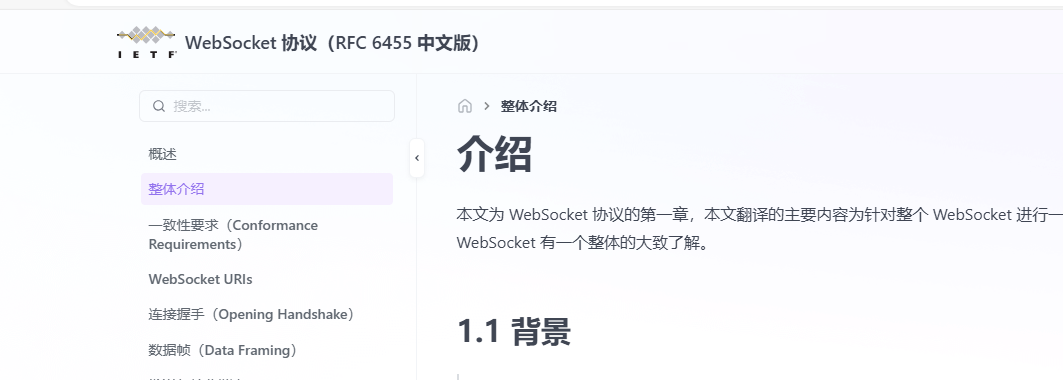 IETF
WebSocket 协议（RFC 6455 中文版）
搜索...
概述
整体介绍
一致性要求（Conformance
Requirements）
WebSocket URIs
连接握手（Opening Handshake）
数据帧（Data Framing）
整体介绍
介绍
本文为 WebSocket 协议的第一章，本文翻译的主要内容为针对整个 WebSocket 进行一
WebSocket 有一个整体的大致了解。
1.1 背景